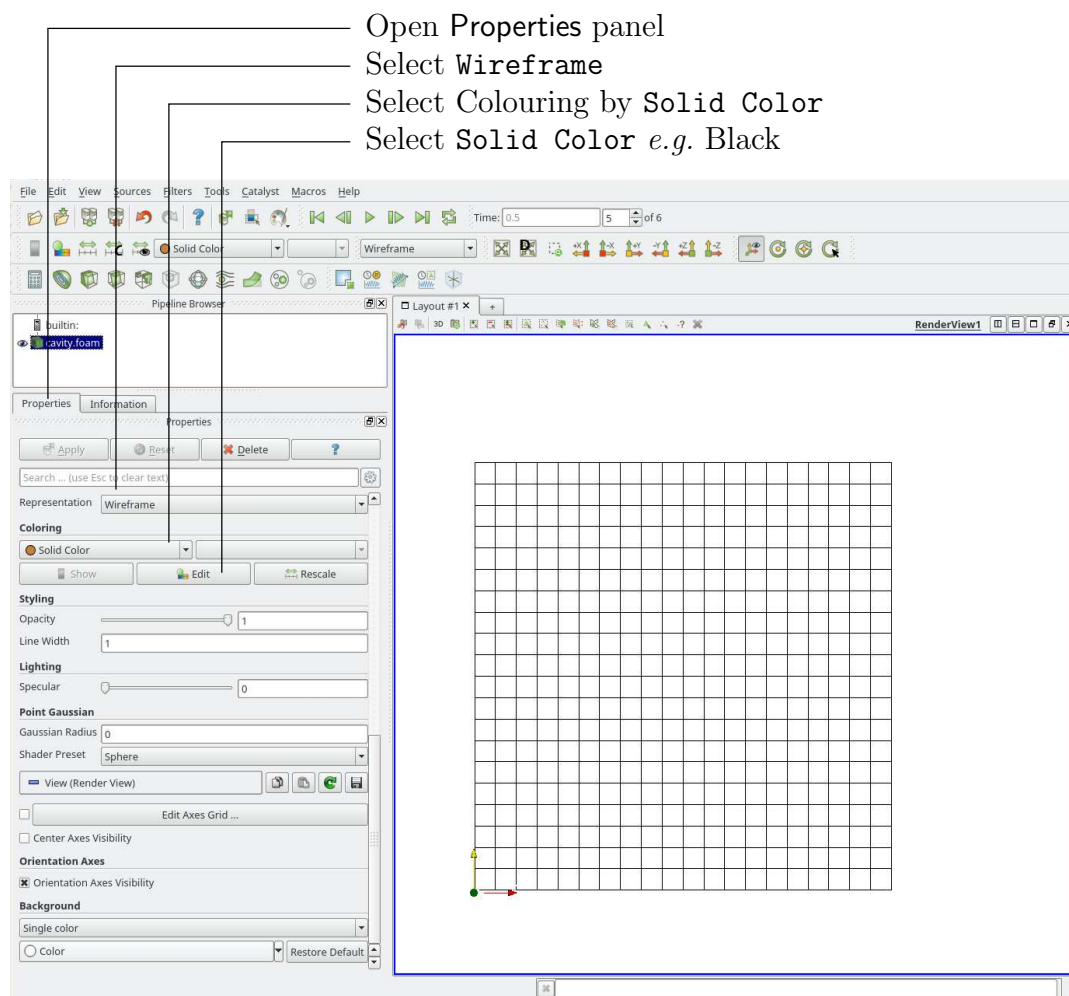 Open Properties panel
Select Wireframe
Select Colouring by Solid Color
Select Solid Color e.g. Black
File Edit View Sources Filters Tools Catalyst Macros Help
Time: 0.5 5 of 6
Solid Color Wireframe
Pipeline Browser
Layout #1
builtin:
3D
RenderView1
cavity.foam
Properties Information
Properties
Apply Reset Delete ?
Search ... (use Esc to clear text)
Representation Wireframe
Coloring
Solid Color
Show Edit Rescale
Styling
Opacity 1
Line Width 1
Lighting
Specular 0
Point Gaussian
Gaussian Radius 0
Shader Preset Sphere
View (Render View)
Edit Axes Grid ...
Center Axes Visibility
Orientation Axes
Orientation Axes Visibility
Background
Single color
Color Restore Default